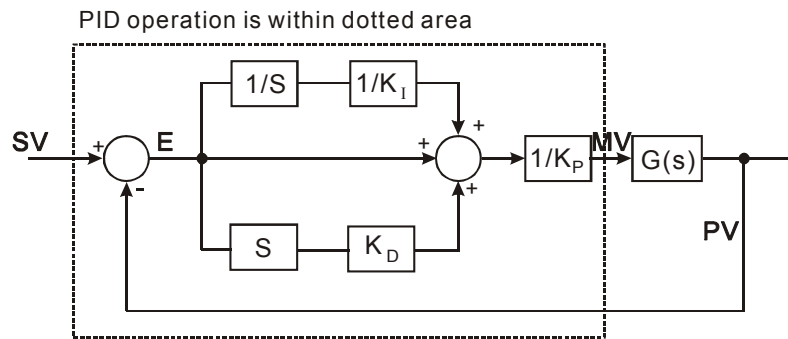 PID operation is within dotted area
1/S
1/K I
+
SV
+
E
+
1/K P
MV
G(s)
-
+
S
K D
PV